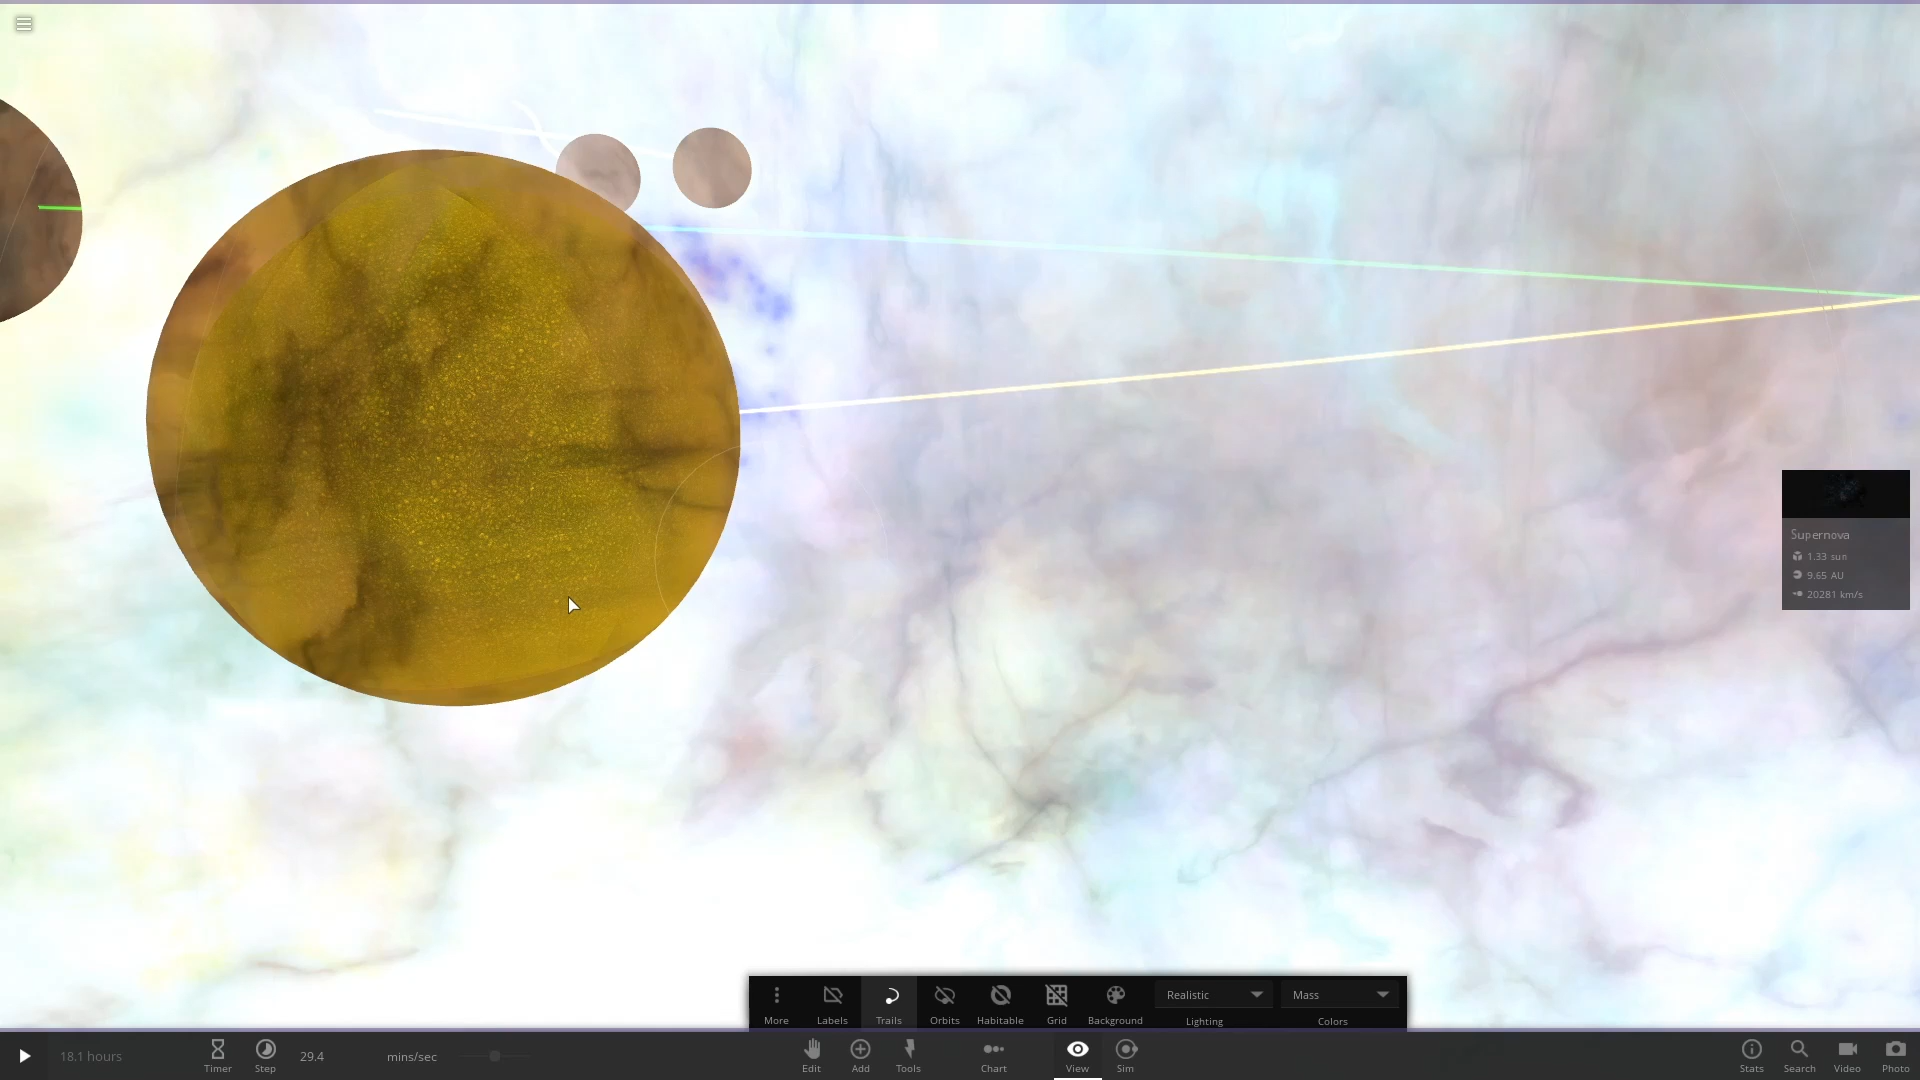 Supernova
1.33 sun
9.65 AU
20281 km/s
More
Labels
Trails
Orbits
Habitable
Grid
Background
Realistic
Lighting
Mass
Colors
18.1 hours
Timer
Step
29.4
mins/sec
Edit
Add
Tools
Chart
View
Sim
Stats
Search
Video
Photo